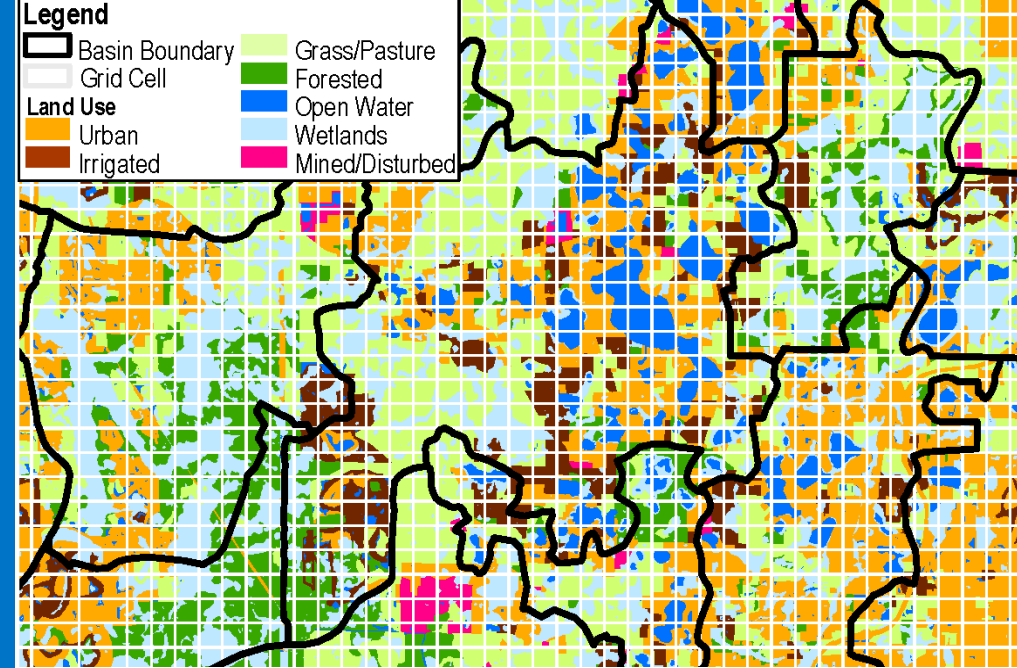 Legend
Basin Boundary
Grid Cell
Land Use
Urban
Irrigated
Grass/Pasture
Forested
Open Water
Wetlands
Mined/Disturbed